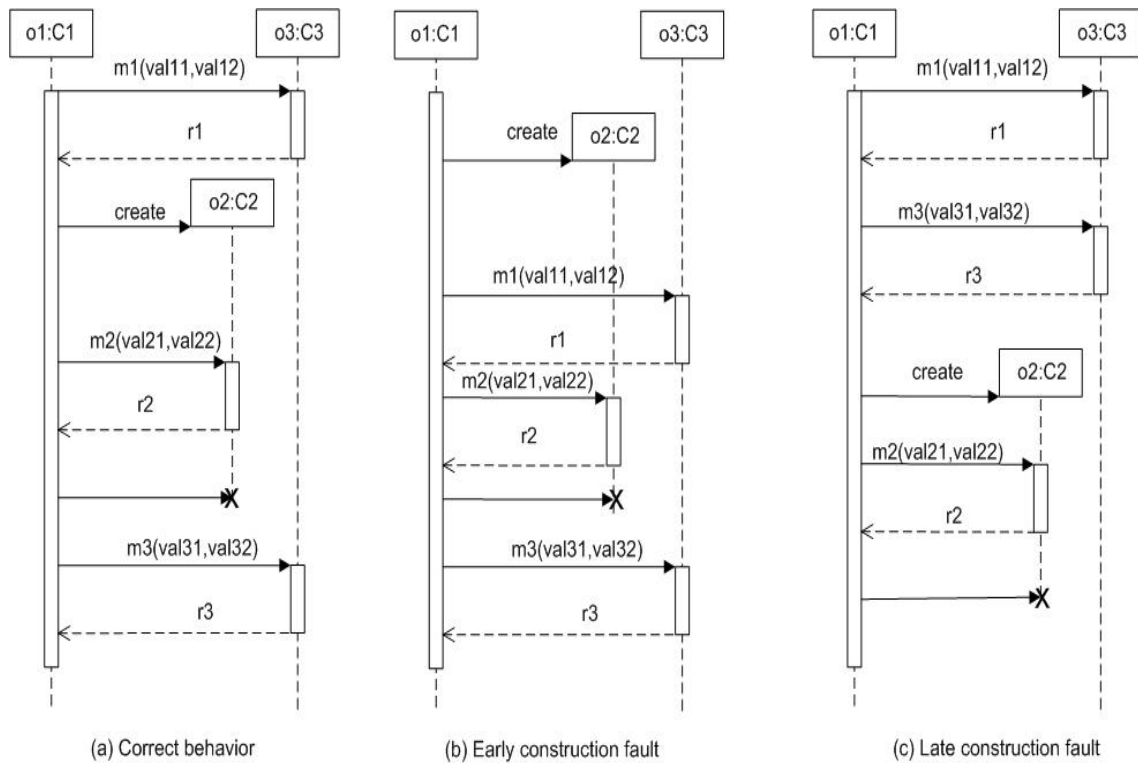 o1:C1
o3:C3
m1(val11,val12)
r1
create
o2:C2
m2(val21,val22)
r2
X
m3(val31,val32)
r3
(a) Correct behavior
o1:C1
o3:C3
create
o2:C2
m1(val11,val12)
r1
m2(val21,val22)
r2
X
m3(val31,val32)
r3
(b) Early construction fault
o1:C1
o3:C3
m1(val11,val12)
r1
m3(val31,val32)
r3
create
o2:C2
m2(val21,val22)
r2
X
(c) Late construction fault